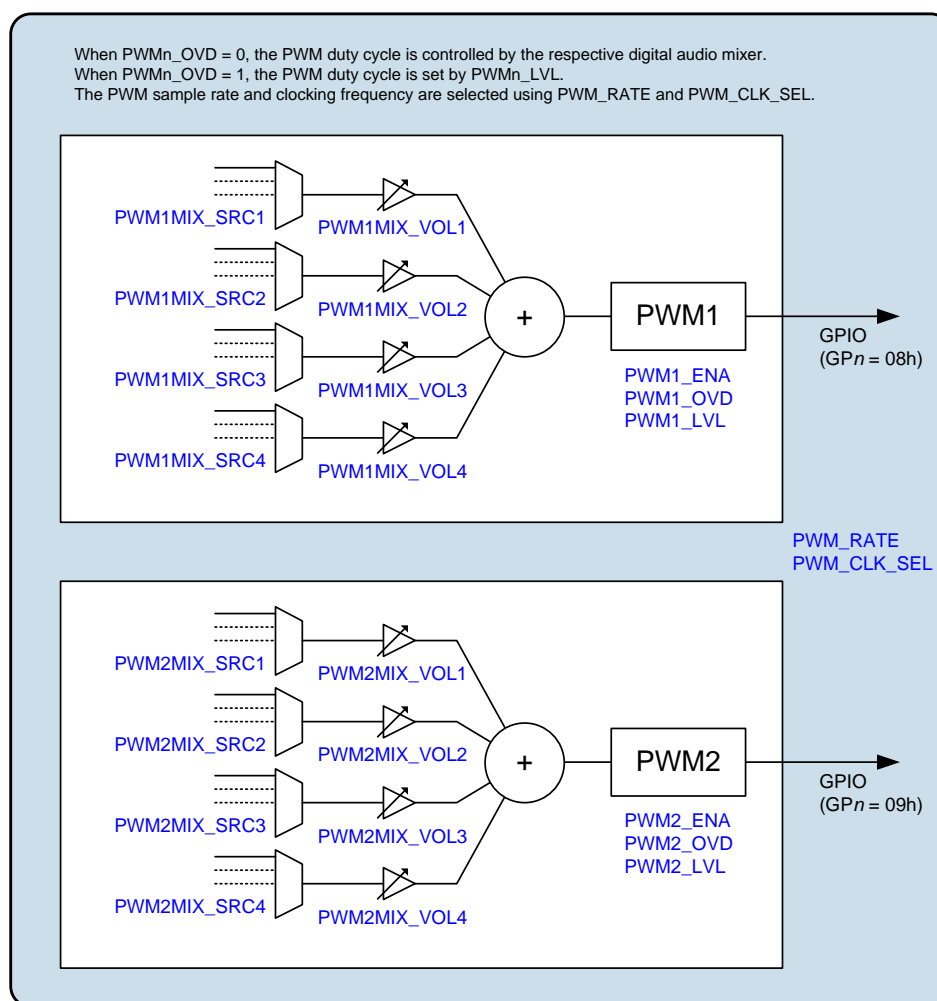 When PWMn_OVD = 0, the PWM duty cycle is controlled by the respective digital audio mixer.
When PWMn_OVD = 1, the PWM duty cycle is set by PWMn_LVL.
The PWM sample rate and clocking frequency are selected using PWM_RATE and PWM_CLK_SEL.
PWM1MIX_SRC1
PWM1MIX_VOL1
PWM1MIX_SRC2
PWM1MIX_VOL2
PWM1MIX_SRC3
PWM1MIX_VOL3
PWM1MIX_SRC4
PWM1MIX_VOL4
+
PWM1
PWM1_ENA
PWM1_OVD
PWM1_LVL
GPIO
(GPn = 08h)
PWM_RATE
PWM_CLK_SEL
PWM2MIX_SRC1
PWM2MIX_VOL1
PWM2MIX_SRC2
PWM2MIX_VOL2
PWM2MIX_SRC3
PWM2MIX_VOL3
PWM2MIX_SRC4
PWM2MIX_VOL4
+
PWM2
PWM2_ENA
PWM2_OVD
PWM2_LVL
GPIO
(GPn = 09h)